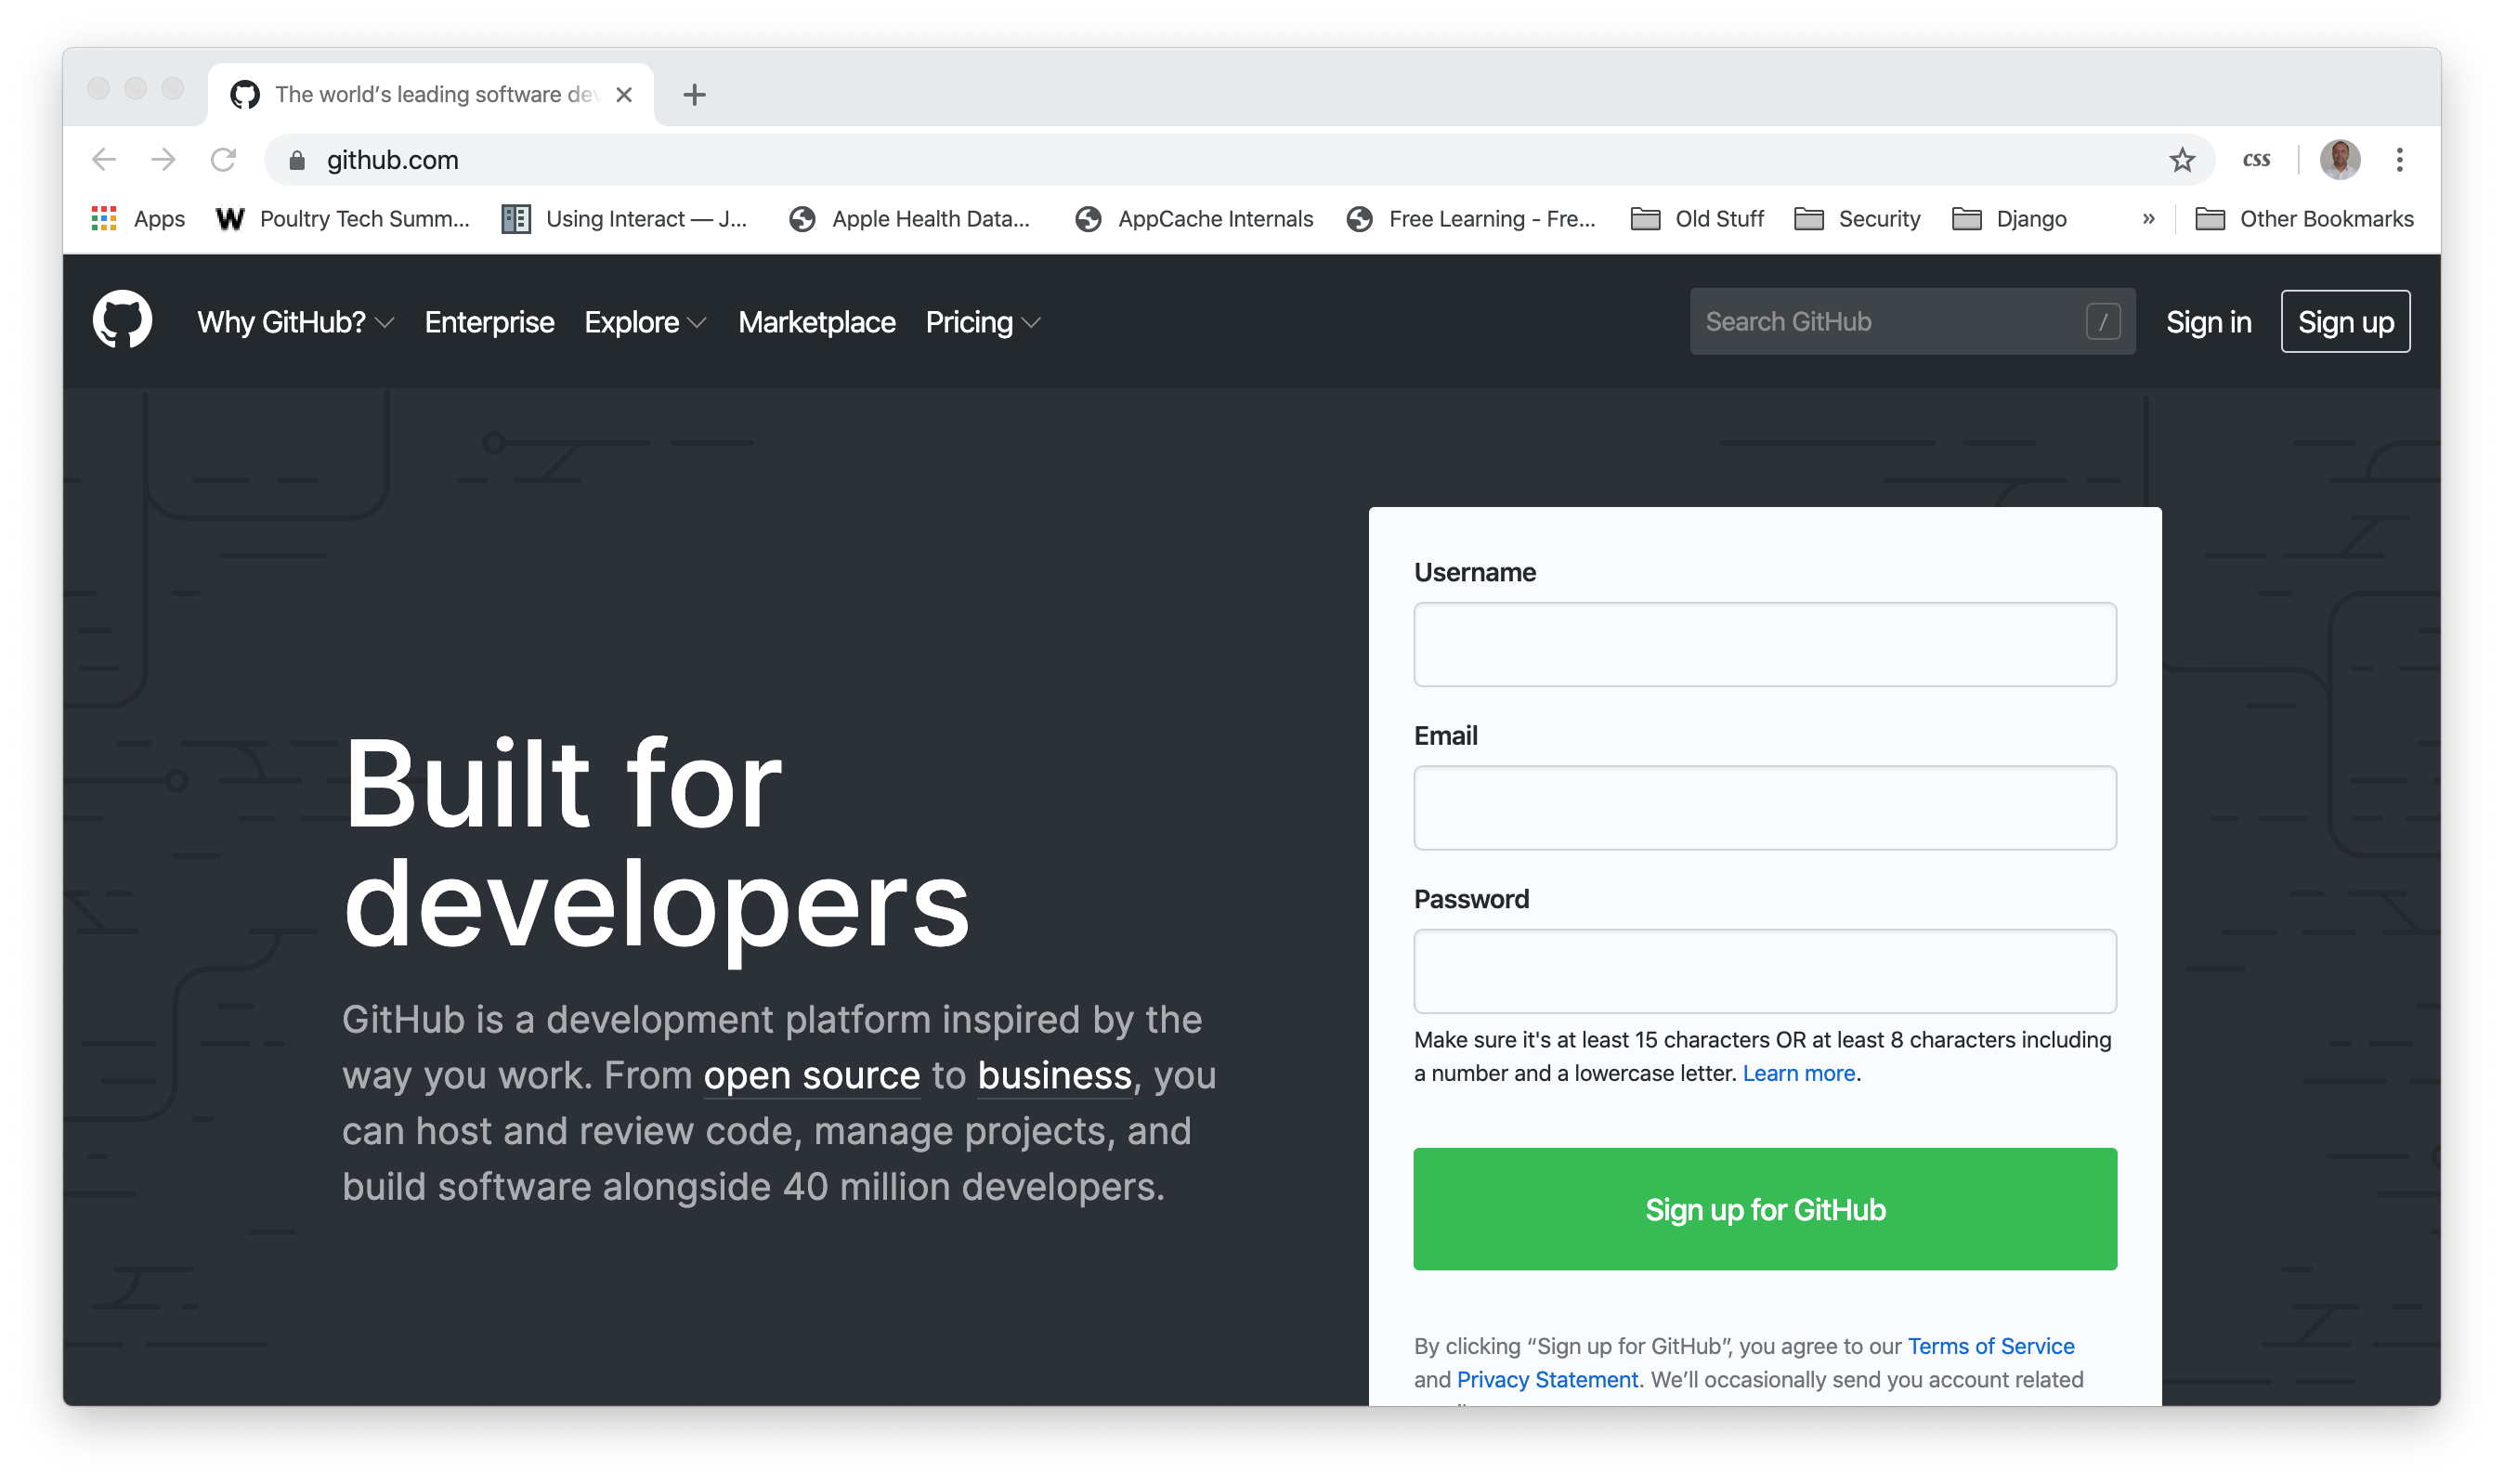 The world’s leading software dev
github.com
css
Apps
Poultry Tech Summ...
Using Interact — J...
Apple Health Data...
AppCache Internals
Free Learning - Fre...
Old Stuff
Security
Django
»
Other Bookmarks
Why GitHub?
Enterprise
Explore
Marketplace
Pricing
Search GitHub
/
Sign in
Sign up
Built for
developers
GitHub is a development platform inspired by the
way you work. From open source to business, you
can host and review code, manage projects, and
build software alongside 40 million developers.
Username
Email
Password
Make sure it's at least 15 characters OR at least 8 characters including
a number and a lowercase letter. Learn more.
Sign up for GitHub
By clicking “Sign up for GitHub”, you agree to our Terms of Service
and Privacy Statement. We’ll occasionally send you account related